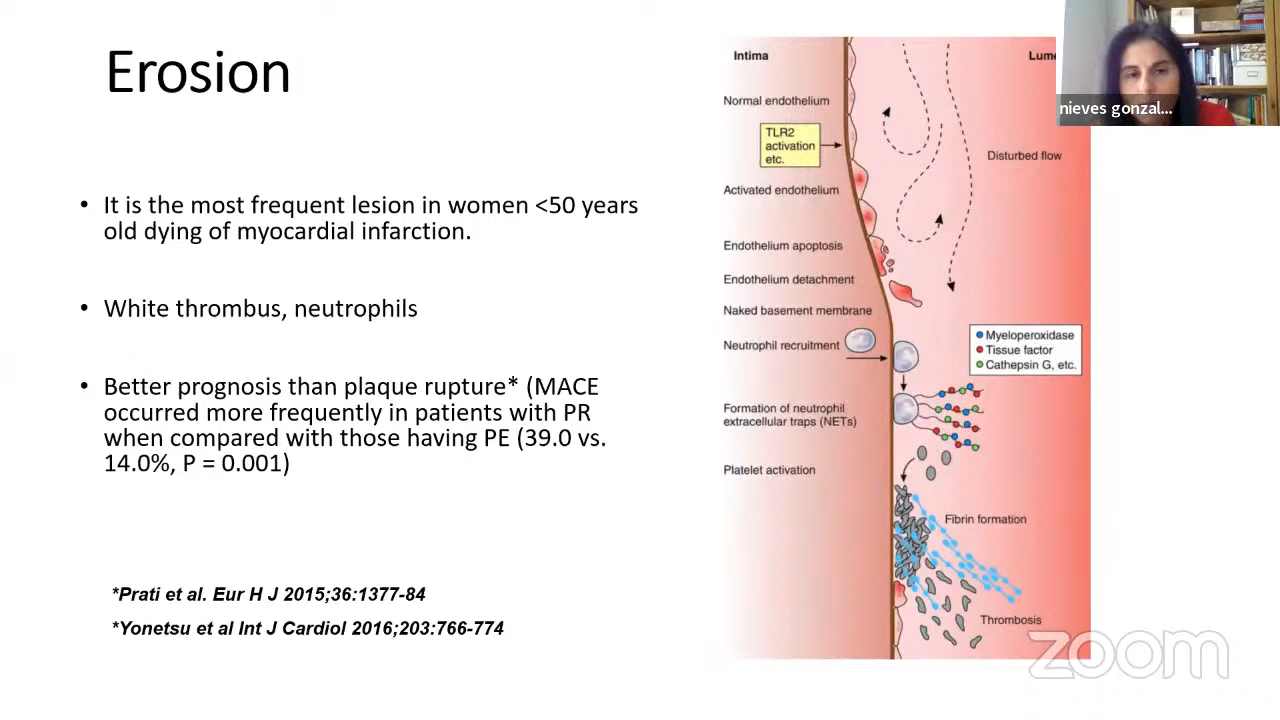 Erosion
• It is the most frequent lesion in women <50 years
old dying of myocardial infarction.
• White thrombus, neutrophils
• Better prognosis than plaque rupture* (MACE
occurred more frequently in patients with PR
when compared with those having PE (39.0 vs.
14.0%, P = 0.001)
*Prati et al. Eur H J 2015;36:1377-84
*Yonetsu et al Int J Cardiol 2016;203:766-774
Intima
Lume
Normal endothelium
TLR2
activation
etc.
Disturbed flow
Activated endothelium
Endothelium apoptosis
Endothelium detachment
Naked basement membrane
Neutrophil recruitment
Myeloperoxidase
Tissue factor
Cathepsin G, etc.
Formation of neutrophil
extracellular traps (NETs)
Platelet activation
Fibrin formation
Thrombosis
nieves gonzal...
zoom